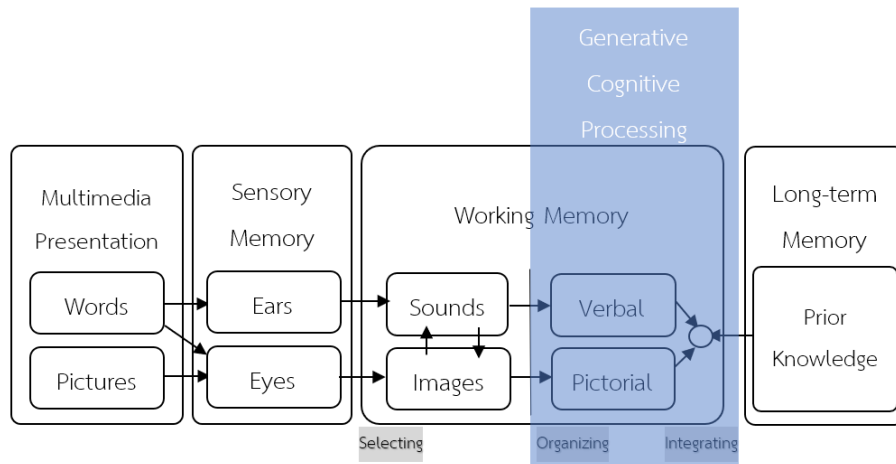 Generative
Cognitive
Processing
Multimedia
Presentation
Sensory
Memory
Working Memory
Long-term
Memory
Words
Ears
Sounds
Verbal
Prior
Knowledge
Pictures
Eyes
Images
Pictorial
Selecting
Organizing
Integrating